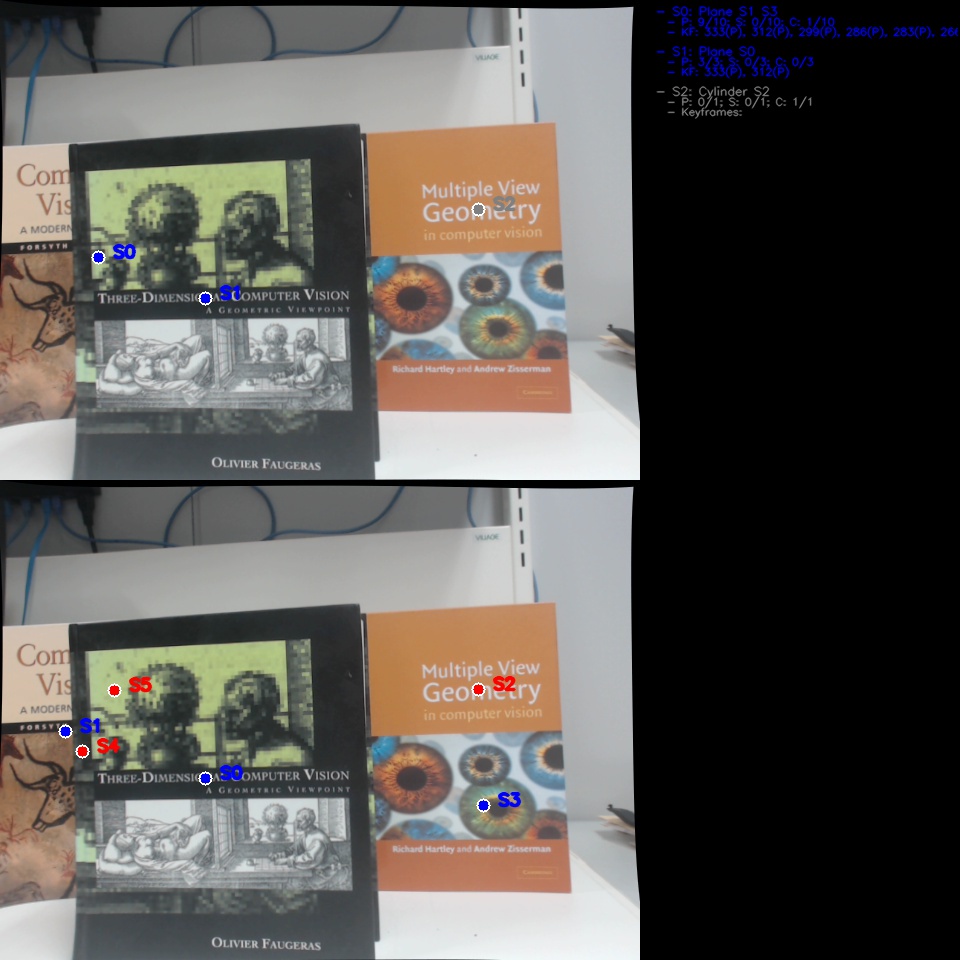 VILIAGE
Com
Vis
A MODERN
FORSYTH
S0
S1
THREE-DIMENSIONAL COMPUTER VISION
A GEOMETRIC VIEWPOINT
OLIVIER FAUGERAS
Multiple View
Geometry
in computer vision
S2
Richard Hartley and Andrew Zisserman
CAMBRIDGE
- S0: Plane S1 S3
- P: 9/10; S: 0/10; C: 1/10
- KF: 333(P), 312(P), 299(P), 286(P), 283(P), 26
- S1: Plane S0
- P: 3/3; S: 0/3; C: 0/3
- KF: 333(P), 312(P)
- S2: Cylinder S2
- P: 0/1; S: 0/1; C: 1/1
- Keyframes:
Com
Vis
A MODERN
FORSYTH
S5
S1
S4
S0
THREE-DIMENSIONAL COMPUTER VISION
A GEOMETRIC VIEWPOINT
OLIVIER FAUGERAS
Multiple View
Geometry
in computer vision
S2
S3
Richard Hartley and Andrew Zisserman